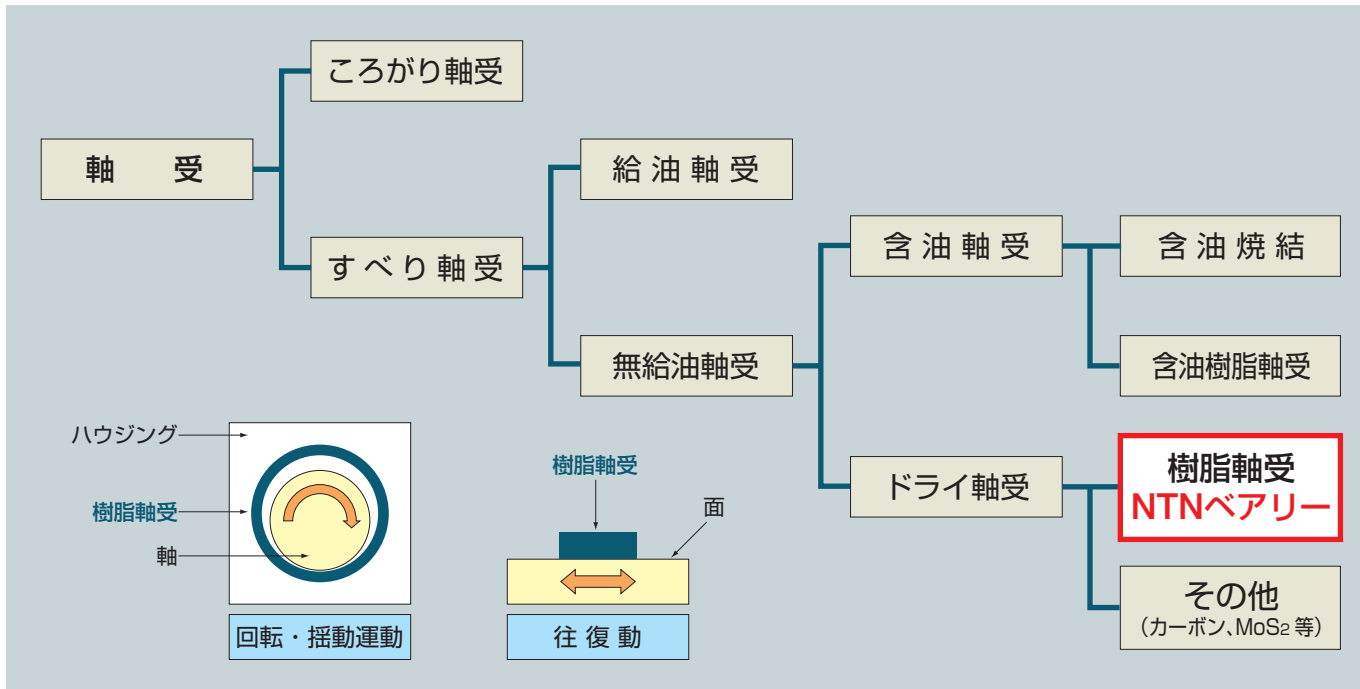 ころがり軸受
軸 受
給油軸受
すべり軸受
含油軸受
含油焼結
無給油軸受
含油樹脂軸受
ドライ軸受
樹脂軸受
NTNベアリー
その他
(カーボン、MoS2 等)
ハウジング
樹脂軸受
軸
回転・揺動運動
樹脂軸受
面
往復動